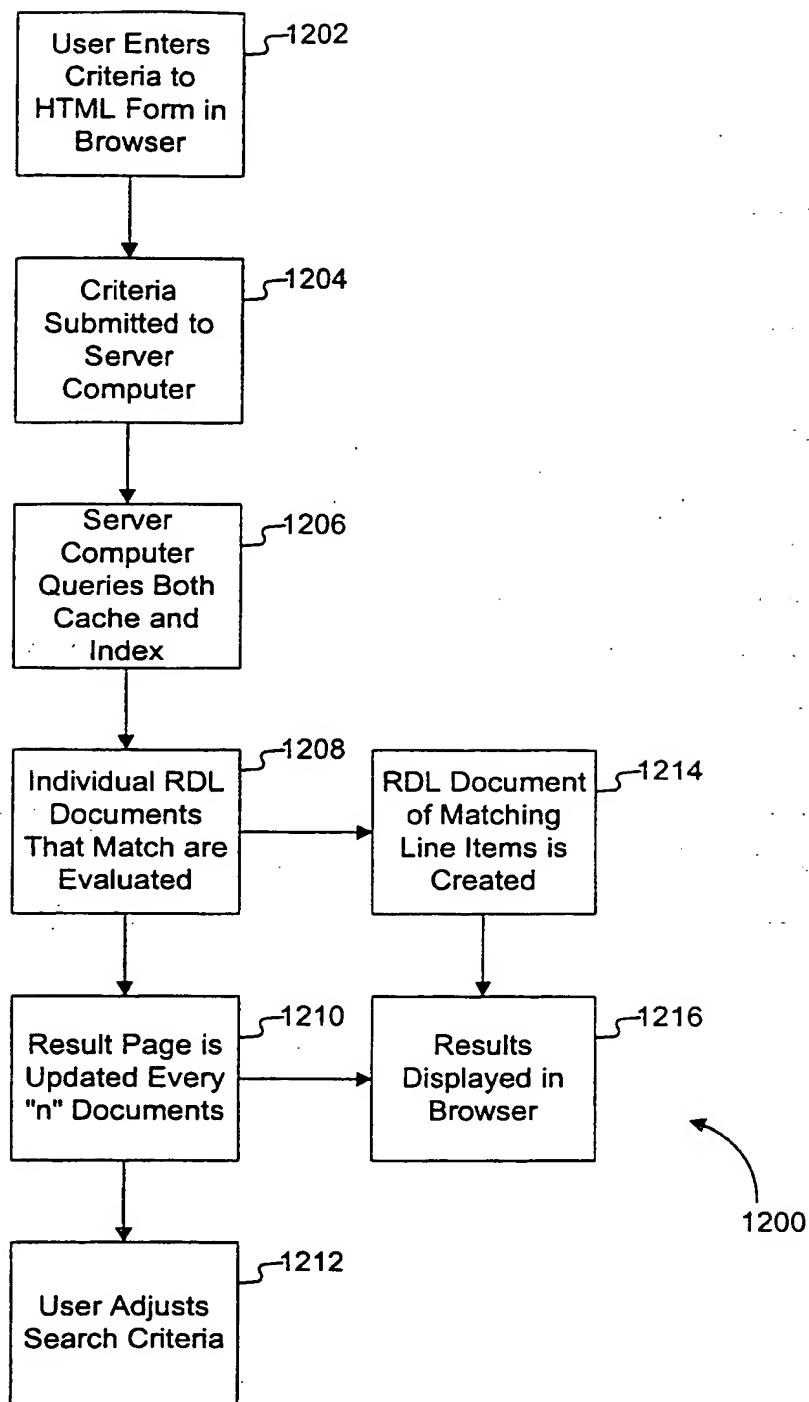 1202
User Enters
Criteria to
HTML Form in
Browser
1204
Criteria
Submitted to
Server
Computer
1206
Server
Computer
Queries Both
Cache and
Index
1208
Individual RDL
Documents
That Match are
Evaluated
1214
RDL Document
of Matching
Line Items is
Created
1210
Result Page is
Updated Every
"n" Documents
1216
Results
Displayed in
Browser
1200
1212
User Adjusts
Search Criteria